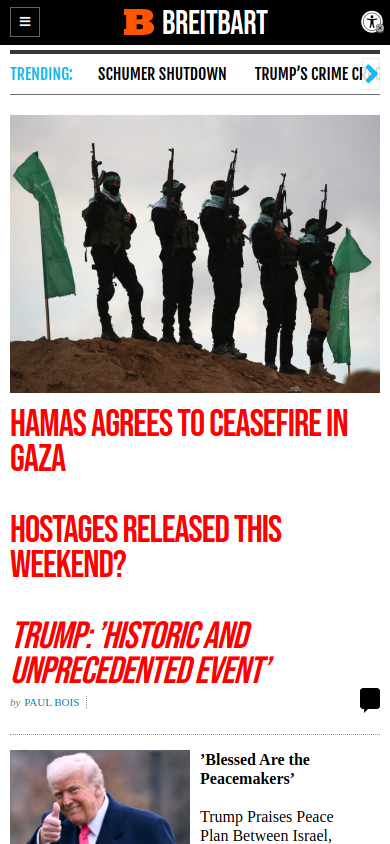 BREITBART
TRENDING: SCHUMER SHUTDOWN TRUMP’S CRIME
HAMAS AGREES TO CEASEFIRE IN
GAZA
HOSTAGES RELEASED THIS
WEEKEND?
TRUMP: ’HISTORIC AND
UNPRECEDENTED EVENT’
by PAUL BOIS
’Blessed Are the
Peacemakers’
Trump Praises Peace
Plan Between Israel,